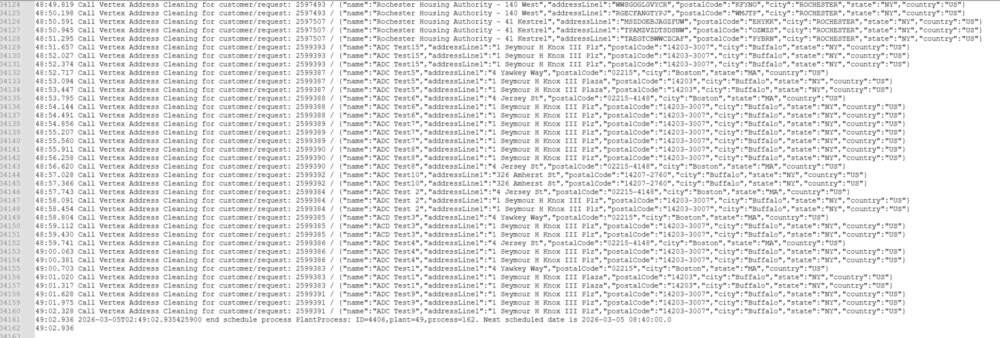 34124 48:49.819 Call Vertex Address Cleaning for customer/request: 2597493 / {"name":"Rochester Housing Authority - 140 West","addressLine1":"WWSGOGLGVYCR","postalCode":"KFYNO","city":"ROCHESTER","state":"NY","country":"US"}
34125 48:50.198 Call Vertex Address Cleaning for customer/request: 2597493 / {"name":"Rochester Housing Authority - 140 West","addressLine1":"RGECFANGTYPJ","postalCode":"WMJTP","city":"ROCHESTER","state":"NY","country":"US"}
34126 48:50.591 Call Vertex Address Cleaning for customer/request: 2597507 / {"name":"Rochester Housing Authority - 41 Kestrel","addressLine1":"MSZDOEBJAGZFUW","postalCode":"EHYKK","city":"ROCHESTER","state":"NY","country":"US"}
34127 48:50.945 Call Vertex Address Cleaning for customer/request: 2597507 / {"name":"Rochester Housing Authority - 41 Kestrel","addressLine1":"TPAMZVZDTSDSNW","postalCode":"OZWZS","city":"ROCHESTER","state":"NY","country":"US"}
34128 48:51.295 Call Vertex Address Cleaning for customer/request: 2597507 / {"name":"Rochester Housing Authority - 41 Kestrel","addressLine1":"TAEGTCBWWCZCAF","postalCode":"PYBRN","city":"ROCHESTER","state":"NY","country":"US"}
34129 48:51.657 Call Vertex Address Cleaning for customer/request: 2599393 / {"name":"ADC Test15","addressLine1":"1 Seymour H Knox III Plz","postalCode":"14203-3007","city":"Buffalo","state":"NY","country":"US"}
34130 48:52.027 Call Vertex Address Cleaning for customer/request: 2599393 / {"name":"ADC Test15","addressLine1":"1 Seymour H Knox III Plz","postalCode":"14203-3007","city":"Buffalo","state":"NY","country":"US"}
34131 48:52.374 Call Vertex Address Cleaning for customer/request: 2599393 / {"name":"ADC Test15","addressLine1":"1 Seymour H Knox III Plz","postalCode":"14203-3007","city":"Buffalo","state":"NY","country":"US"}
34132 48:52.717 Call Vertex Address Cleaning for customer/request: 2599387 / {"name":"ADC Test5","addressLine1":"4 Yawkey Way","postalCode":"02215","city":"Boston","state":"MA","country":"US"}
34133 48:53.094 Call Vertex Address Cleaning for customer/request: 2599387 / {"name":"ADC Test5","addressLine1":"1 Seymour H Knox III Plaza","postalCode":"14203","city":"Buffalo","state":"NY","country":"US"}
34134 48:53.447 Call Vertex Address Cleaning for customer/request: 2599387 / {"name":"ADC Test5","addressLine1":"1 Seymour H Knox III Plaza","postalCode":"14203","city":"Buffalo","state":"NY","country":"US"}
34135 48:53.795 Call Vertex Address Cleaning for customer/request: 2599388 / {"name":"ADC Test6","addressLine1":"4 Jersey St","postalCode":"02215-4148","city":"Boston","state":"MA","country":"US"}
34136 48:54.144 Call Vertex Address Cleaning for customer/request: 2599388 / {"name":"ADC Test6","addressLine1":"1 Seymour H Knox III Plz","postalCode":"14203-3007","city":"Buffalo","state":"NY","country":"US"}
34137 48:54.491 Call Vertex Address Cleaning for customer/request: 2599388 / {"name":"ADC Test6","addressLine1":"1 Seymour H Knox III Plz","postalCode":"14203-3007","city":"Buffalo","state":"NY","country":"US"}
34138 48:54.856 Call Vertex Address Cleaning for customer/request: 2599389 / {"name":"ADC Test7","addressLine1":"1 Seymour H Knox III Plz","postalCode":"14203-3007","city":"Buffalo","state":"NY","country":"US"}
34139 48:55.207 Call Vertex Address Cleaning for customer/request: 2599389 / {"name":"ADC Test7","addressLine1":"1 Seymour H Knox III Plz","postalCode":"14203-3007","city":"Buffalo","state":"NY","country":"US"}
34140 48:55.560 Call Vertex Address Cleaning for customer/request: 2599389 / {"name":"ADC Test7","addressLine1":"1 Seymour H Knox III Plz","postalCode":"14203-3007","city":"Buffalo","state":"NY","country":"US"}
34141 48:55.911 Call Vertex Address Cleaning for customer/request: 2599390 / {"name":"ADC Test8","addressLine1":"1 Seymour H Knox III Plz","postalCode":"14203-3007","city":"Buffalo","state":"NY","country":"US"}
34142 48:56.258 Call Vertex Address Cleaning for customer/request: 2599390 / {"name":"ADC Test8","addressLine1":"1 Seymour H Knox III Plz","postalCode":"14203-3007","city":"Buffalo","state":"NY","country":"US"}
34143 48:56.620 Call Vertex Address Cleaning for customer/request: 2599390 / {"name":"ADC Test8","addressLine1":"4 Jersey St","postalCode":"02215-4148","city":"Boston","state":"MA","country":"US"}
34144 48:57.028 Call Vertex Address Cleaning for customer/request: 2599392 / {"name":"ADC Test10","addressLine1":"326 Amherst St","postalCode":"14207-2760","city":"Buffalo","state":"NY","country":"US"}
34145 48:57.366 Call Vertex Address Cleaning for customer/request: 2599392 / {"name":"ADC Test10","addressLine1":"326 Amherst St","postalCode":"14207-2760","city":"Buffalo","state":"NY","country":"US"}
34146 48:57.743 Call Vertex Address Cleaning for customer/request: 2599384 / {"name":"ADC Test 2","addressLine1":"4 Jersey St","postalCode":"02215-4148","city":"Boston","state":"MA","country":"US"}
34147 48:58.091 Call Vertex Address Cleaning for customer/request: 2599384 / {"name":"ADC Test 2","addressLine1":"1 Seymour H Knox III Plz","postalCode":"14203-3007","city":"Buffalo","state":"NY","country":"US"}
34148 48:58.454 Call Vertex Address Cleaning for customer/request: 2599384 / {"name":"ADC Test 2","addressLine1":"1 Seymour H Knox III Plz","postalCode":"14203-3007","city":"Buffalo","state":"NY","country":"US"}
34149 48:58.804 Call Vertex Address Cleaning for customer/request: 2599385 / {"name":"ACD Test3","addressLine1":"4 Yawkey Way","postalCode":"02215","city":"Boston","state":"MA","country":"US"}
34150 48:59.112 Call Vertex Address Cleaning for customer/request: 2599385 / {"name":"ACD Test3","addressLine1":"1 Seymour H Knox III Plz","postalCode":"14203-3007","city":"Buffalo","state":"NY","country":"US"}
34151 48:59.430 Call Vertex Address Cleaning for customer/request: 2599385 / {"name":"ACD Test3","addressLine1":"1 Seymour H Knox III Plz","postalCode":"14203-3007","city":"Buffalo","state":"NY","country":"US"}
34152 48:59.741 Call Vertex Address Cleaning for customer/request: 2599386 / {"name":"ADC Test4","addressLine1":"4 Jersey St","postalCode":"02215-4148","city":"Boston","state":"MA","country":"US"}
34153 49:00.063 Call Vertex Address Cleaning for customer/request: 2599386 / {"name":"ADC Test4","addressLine1":"1 Seymour H Knox III Plz","postalCode":"14203-3007","city":"Buffalo","state":"NY","country":"US"}
34154 49:00.381 Call Vertex Address Cleaning for customer/request: 2599386 / {"name":"ADC Test4","addressLine1":"1 Seymour H Knox III Plz","postalCode":"14203-3007","city":"Buffalo","state":"NY","country":"US"}
34155 49:00.703 Call Vertex Address Cleaning for customer/request: 2599383 / {"name":"ADC Test1","addressLine1":"4 Yawkey Way","postalCode":"02215","city":"Boston","state":"MA","country":"US"}
34156 49:01.020 Call Vertex Address Cleaning for customer/request: 2599383 / {"name":"ADC Test1","addressLine1":"1 Seymour H Knox III Plaza","postalCode":"14203","city":"Buffalo","state":"NY","country":"US"}
34157 49:01.317 Call Vertex Address Cleaning for customer/request: 2599383 / {"name":"ADC Test1","addressLine1":"1 Seymour H Knox III Plaza","postalCode":"14203","city":"Buffalo","state":"NY","country":"US"}
34158 49:01.628 Call Vertex Address Cleaning for customer/request: 2599391 / {"name":"ADC Test9","addressLine1":"1 Seymour H Knox III Plz","postalCode":"14203-3007","city":"Buffalo","state":"NY","country":"US"}
34159 49:01.975 Call Vertex Address Cleaning for customer/request: 2599391 / {"name":"ADC Test9","addressLine1":"1 Seymour H Knox III Plz","postalCode":"14203-3007","city":"Buffalo","state":"NY","country":"US"}
34160 49:02.328 Call Vertex Address Cleaning for customer/request: 2599391 / {"name":"ADC Test9","addressLine1":"1 Seymour H Knox III Plz","postalCode":"14203-3007","city":"Buffalo","state":"NY","country":"US"}
34161 49:02.936 2026-03-05T02:49:02.935425900 end schedule process PlantProcess: ID=4406,plant=49,process=162. Next scheduled date is 2026-03-05 08:40:00.0
34162 49:02.936
34163